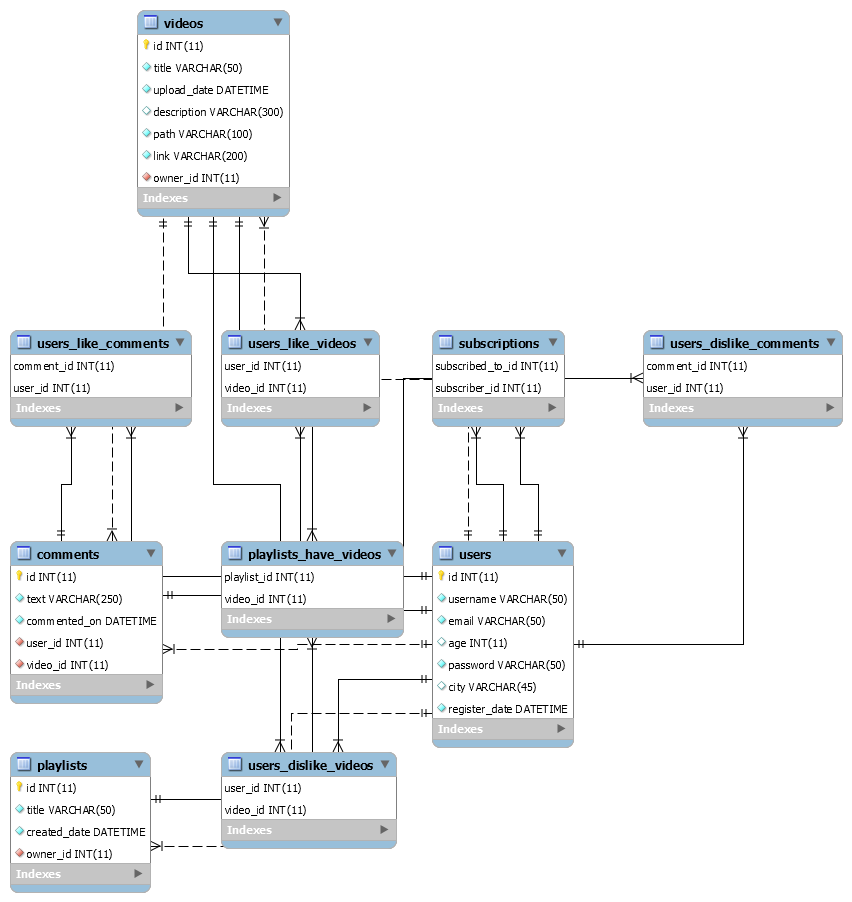 videos
id INT(11)
title VARCHAR(50)
upload_date DATETIME
description VARCHAR(300)
path VARCHAR(100)
link VARCHAR(200)
owner_id INT(11)
Indexes
users_like_comments
comment_id INT(11)
user_id INT(11)
Indexes
users_like_videos
user_id INT(11)
video_id INT(11)
Indexes
subscriptions
subscribed_to_id INT(11)
subscriber_id INT(11)
Indexes
users_dislike_comments
comment_id INT(11)
user_id INT(11)
Indexes
comments
id INT(11)
text VARCHAR(250)
commented_on DATETIME
user_id INT(11)
video_id INT(11)
Indexes
playlists_have_videos
playlist_id INT(11)
video_id INT(11)
Indexes
users
id INT(11)
username VARCHAR(50)
email VARCHAR(50)
age INT(11)
password VARCHAR(50)
city VARCHAR(45)
register_date DATETIME
Indexes
playlists
id INT(11)
title VARCHAR(50)
created_date DATETIME
owner_id INT(11)
Indexes
users_dislike_videos
user_id INT(11)
video_id INT(11)
Indexes